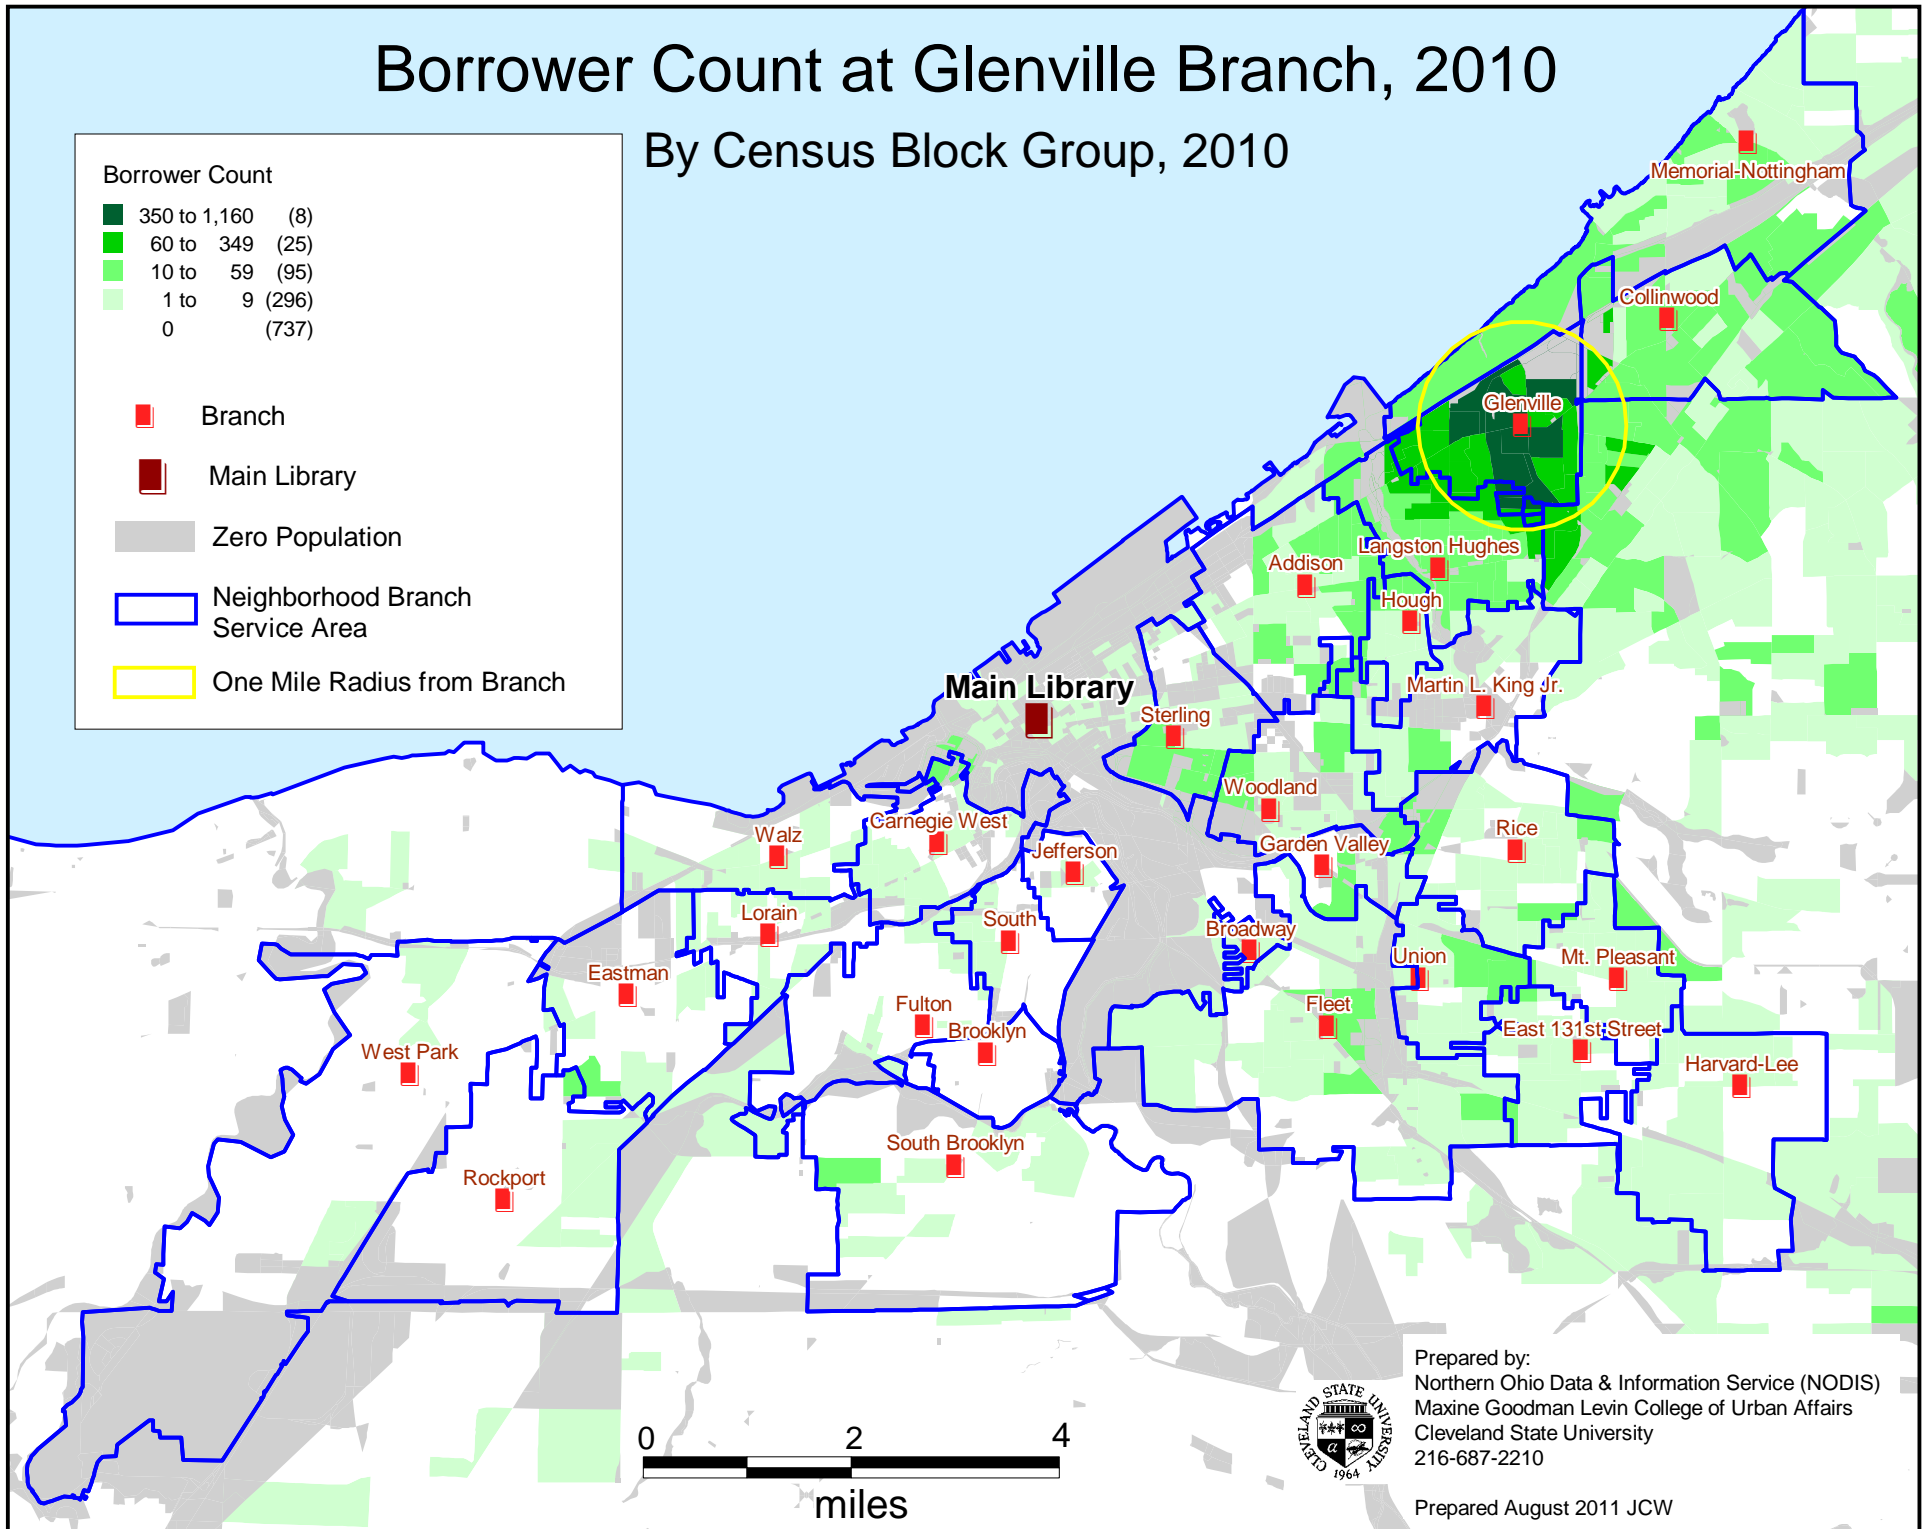 Borrower Count at Glenville Branch, 2010
By Census Block Group, 2010
Borrower Count
350 to 1,160 (8)
60 to 349 (25)
10 to 59 (95)
1 to 9 (296)
0 (737)
Branch
Main Library
Zero Population
Neighborhood Branch
Service Area
One Mile Radius from Branch
Memorial-Nottingham
Collinwood
Glenville
Langston Hughes
Addison
Hough
Main Library
Martin L. King Jr.
Sterling
Woodland
Carnegie West
Walz
Jefferson
Garden Valley
Rice
Lorain
South
Broadway
Union
Mt. Pleasant
Eastman
Fulton
Brooklyn
Fleet
East 131st Street
West Park
Harvard-Lee
South Brooklyn
Rockport
0 2 4
miles
CLEVELAND STATE UNIVERSITY
α
∞
1964
Prepared by:
Northern Ohio Data & Information Service (NODIS)
Maxine Goodman Levin College of Urban Affairs
Cleveland State University
216-687-2210
Prepared August 2011 JCW